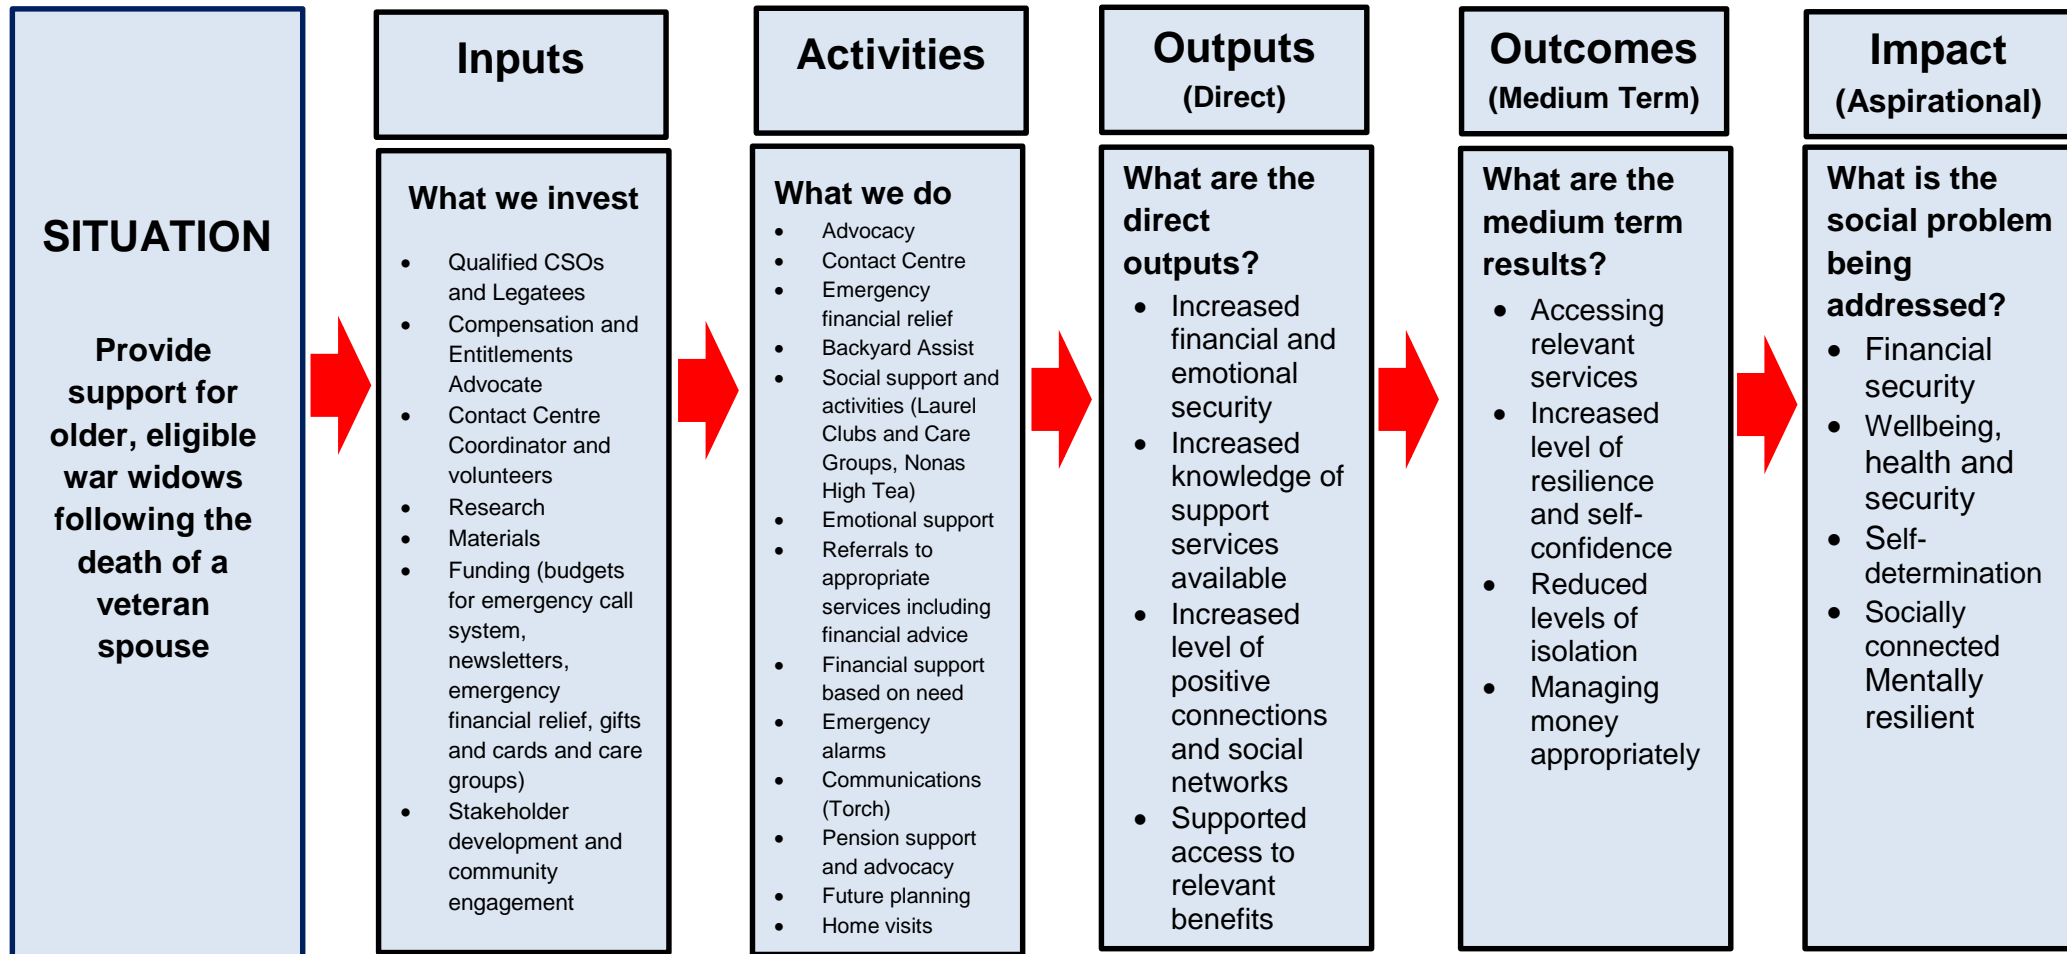 SITUATION
Provide
support for
older, eligible
war widows
following the
death of a
veteran
spouse
Inputs
What we invest
• Qualified CSOs
and Legatees
• Compensation and
Entitlements
Advocate
• Contact Centre
Coordinator and
volunteers
• Research
• Materials
• Funding (budgets
for emergency call
system,
newsletters,
emergency
financial relief, gifts
and cards and care
groups)
• Stakeholder
development and
community
engagement
Activities
What we do
• Advocacy
• Contact Centre
• Emergency
financial relief
• Backyard Assist
• Social support and
activities (Laurel
Clubs and Care
Groups, Nonas
High Tea)
• Emotional support
• Referrals to
appropriate
services including
financial advice
• Financial support
based on need
• Emergency
alarms
• Communications
(Torch)
• Pension support
and advocacy
• Future planning
• Home visits
Outputs
(Direct)
What are the
direct
outputs?
• Increased
financial and
emotional
security
• Increased
knowledge of
support
services
available
• Increased
level of
positive
connections
and social
networks
• Supported
access to
relevant
benefits
Outcomes
(Medium Term)
What are the
medium term
results?
• Accessing
relevant
services
• Increased
level of
resilience
and self-
confidence
• Reduced
levels of
isolation
• Managing
money
appropriately
Impact
(Aspirational)
What is the
social problem
being
addressed?
• Financial
security
• Wellbeing,
health and
security
• Self-
determination
• Socially
connected
Mentally
resilient